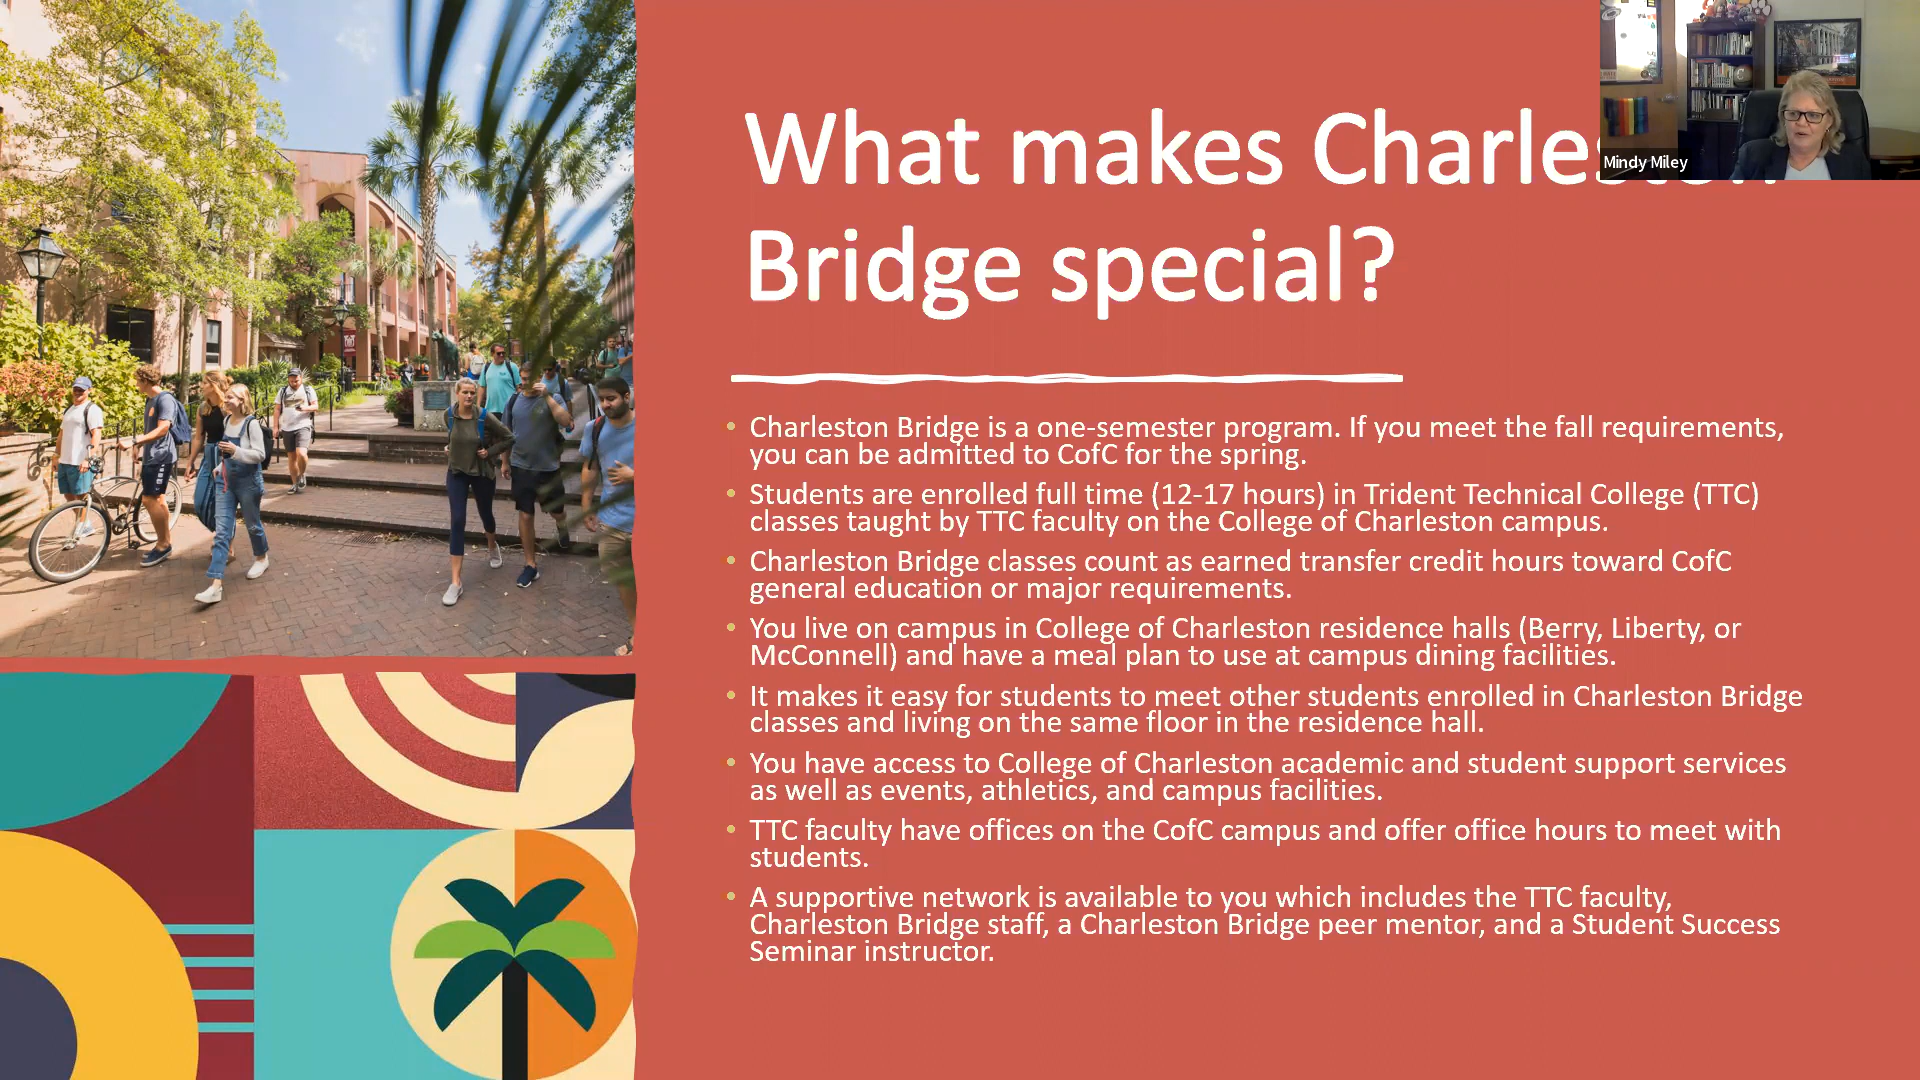 What makes Charleston
Mindy Miley
Bridge special?
• Charleston Bridge is a one-semester program. If you meet the fall requirements,
you can be admitted to CofC for the spring.
• Students are enrolled full time (12-17 hours) in Trident Technical College (TTC)
classes taught by TTC faculty on the College of Charleston campus.
• Charleston Bridge classes count as earned transfer credit hours toward CofC
general education or major requirements.
• You live on campus in College of Charleston residence halls (Berry, Liberty, or
McConnell) and have a meal plan to use at campus dining facilities.
• It makes it easy for students to meet other students enrolled in Charleston Bridge
classes and living on the same floor in the residence hall.
• You have access to College of Charleston academic and student support services
as well as events, athletics, and campus facilities.
• TTC faculty have offices on the CofC campus and offer office hours to meet with
students.
• A supportive network is available to you which includes the TTC faculty,
Charleston Bridge staff, a Charleston Bridge peer mentor, and a Student Success
Seminar instructor.